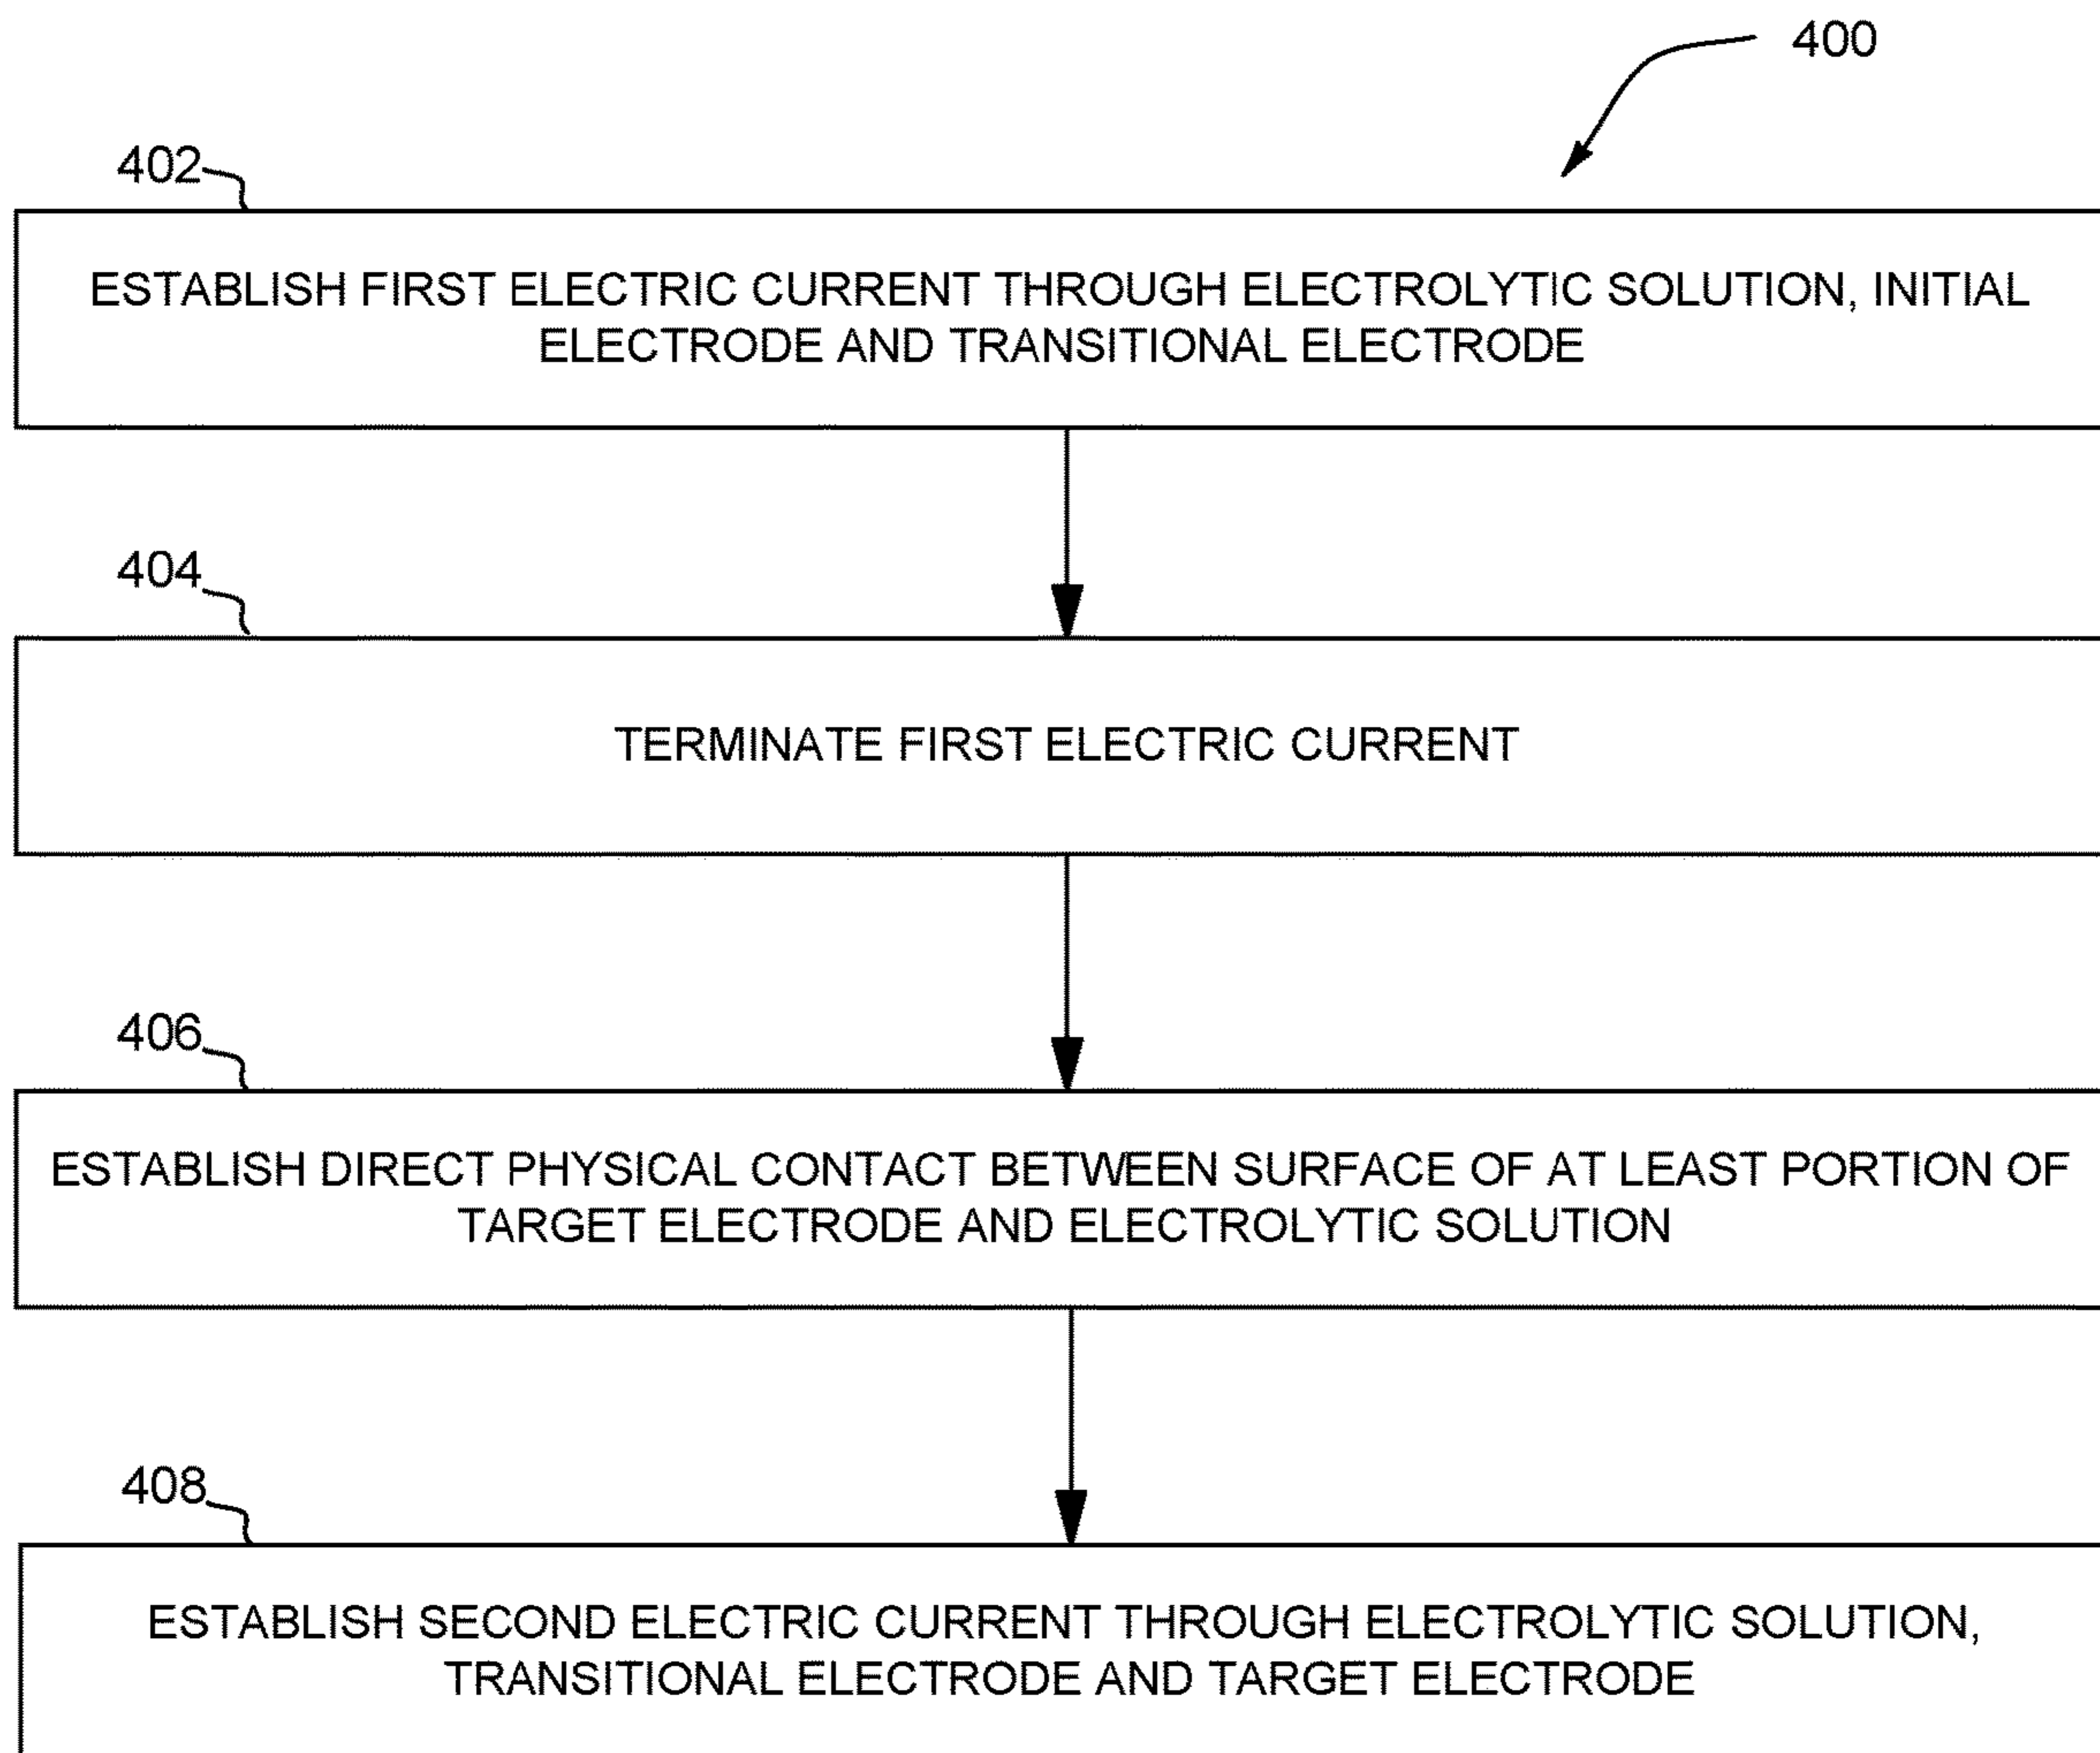 400
402
ESTABLISH FIRST ELECTRIC CURRENT THROUGH ELECTROLYTIC SOLUTION, INITIAL
ELECTRODE AND TRANSITIONAL ELECTRODE
404
TERMINATE FIRST ELECTRIC CURRENT
406
ESTABLISH DIRECT PHYSICAL CONTACT BETWEEN SURFACE OF AT LEAST PORTION OF
TARGET ELECTRODE AND ELECTROLYTIC SOLUTION
408
ESTABLISH SECOND ELECTRIC CURRENT THROUGH ELECTROLYTIC SOLUTION,
TRANSITIONAL ELECTRODE AND TARGET ELECTRODE